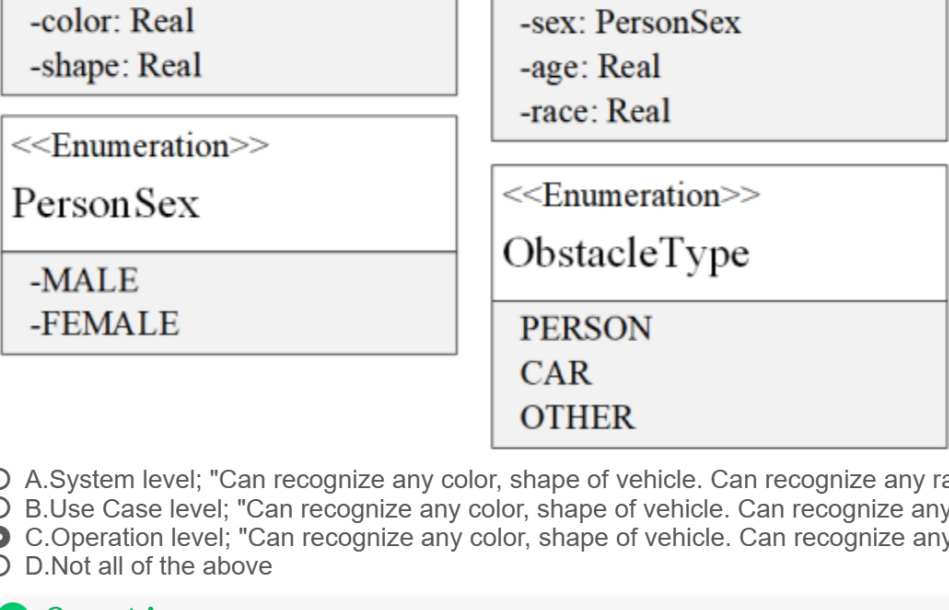 -color: Real
-shape: Real
-sex: PersonSex
-age: Real
-race: Real
<<Enumeration>>
PersonSex
-MALE
-FEMALE
<<Enumeration>>
ObstacleType
PERSON
CAR
OTHER
A.System level; "Can recognize any color, shape of vehicle. Can recognize any ra
B.Use Case level; "Can recognize any color, shape of vehicle. Can recognize any
C.Operation level; "Can recognize any color, shape of vehicle. Can recognize any
D.Not all of the above